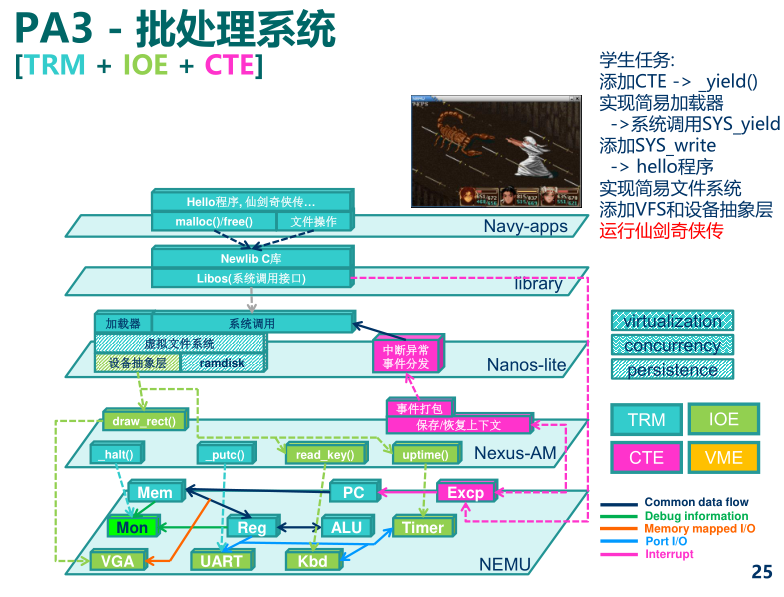 PA3 - 批处理系统
[TRM + IOE + CTE]
学生任务:
添加CTE -> _yield()
实现简易加载器
->系统调用SYS_yield
添加SYS_write
-> hello程序
实现简易文件系统
添加VFS和设备抽象层
运行仙剑奇侠传
Hello程序, 仙剑奇侠传…
malloc()/free() 文件操作
Navy-apps
Newlib C库
Libos(系统调用接口)
library
加载器 系统调用
虚拟文件系统
设备抽象层 ramdisk
中断异常
事件分发
Nanos-lite
事件打包
保存/恢复上下文
draw_rect()
_halt() _putc() read_key() uptime()
Nexus-AM
Mem PC Excp
Mon Reg ALU Timer
VGA UART Kbd
NEMU
virtualization
concurrency
persistence
TRM IOE
CTE VME
Common data flow
Debug information
Memory mapped I/O
Port I/O
Interrupt
25